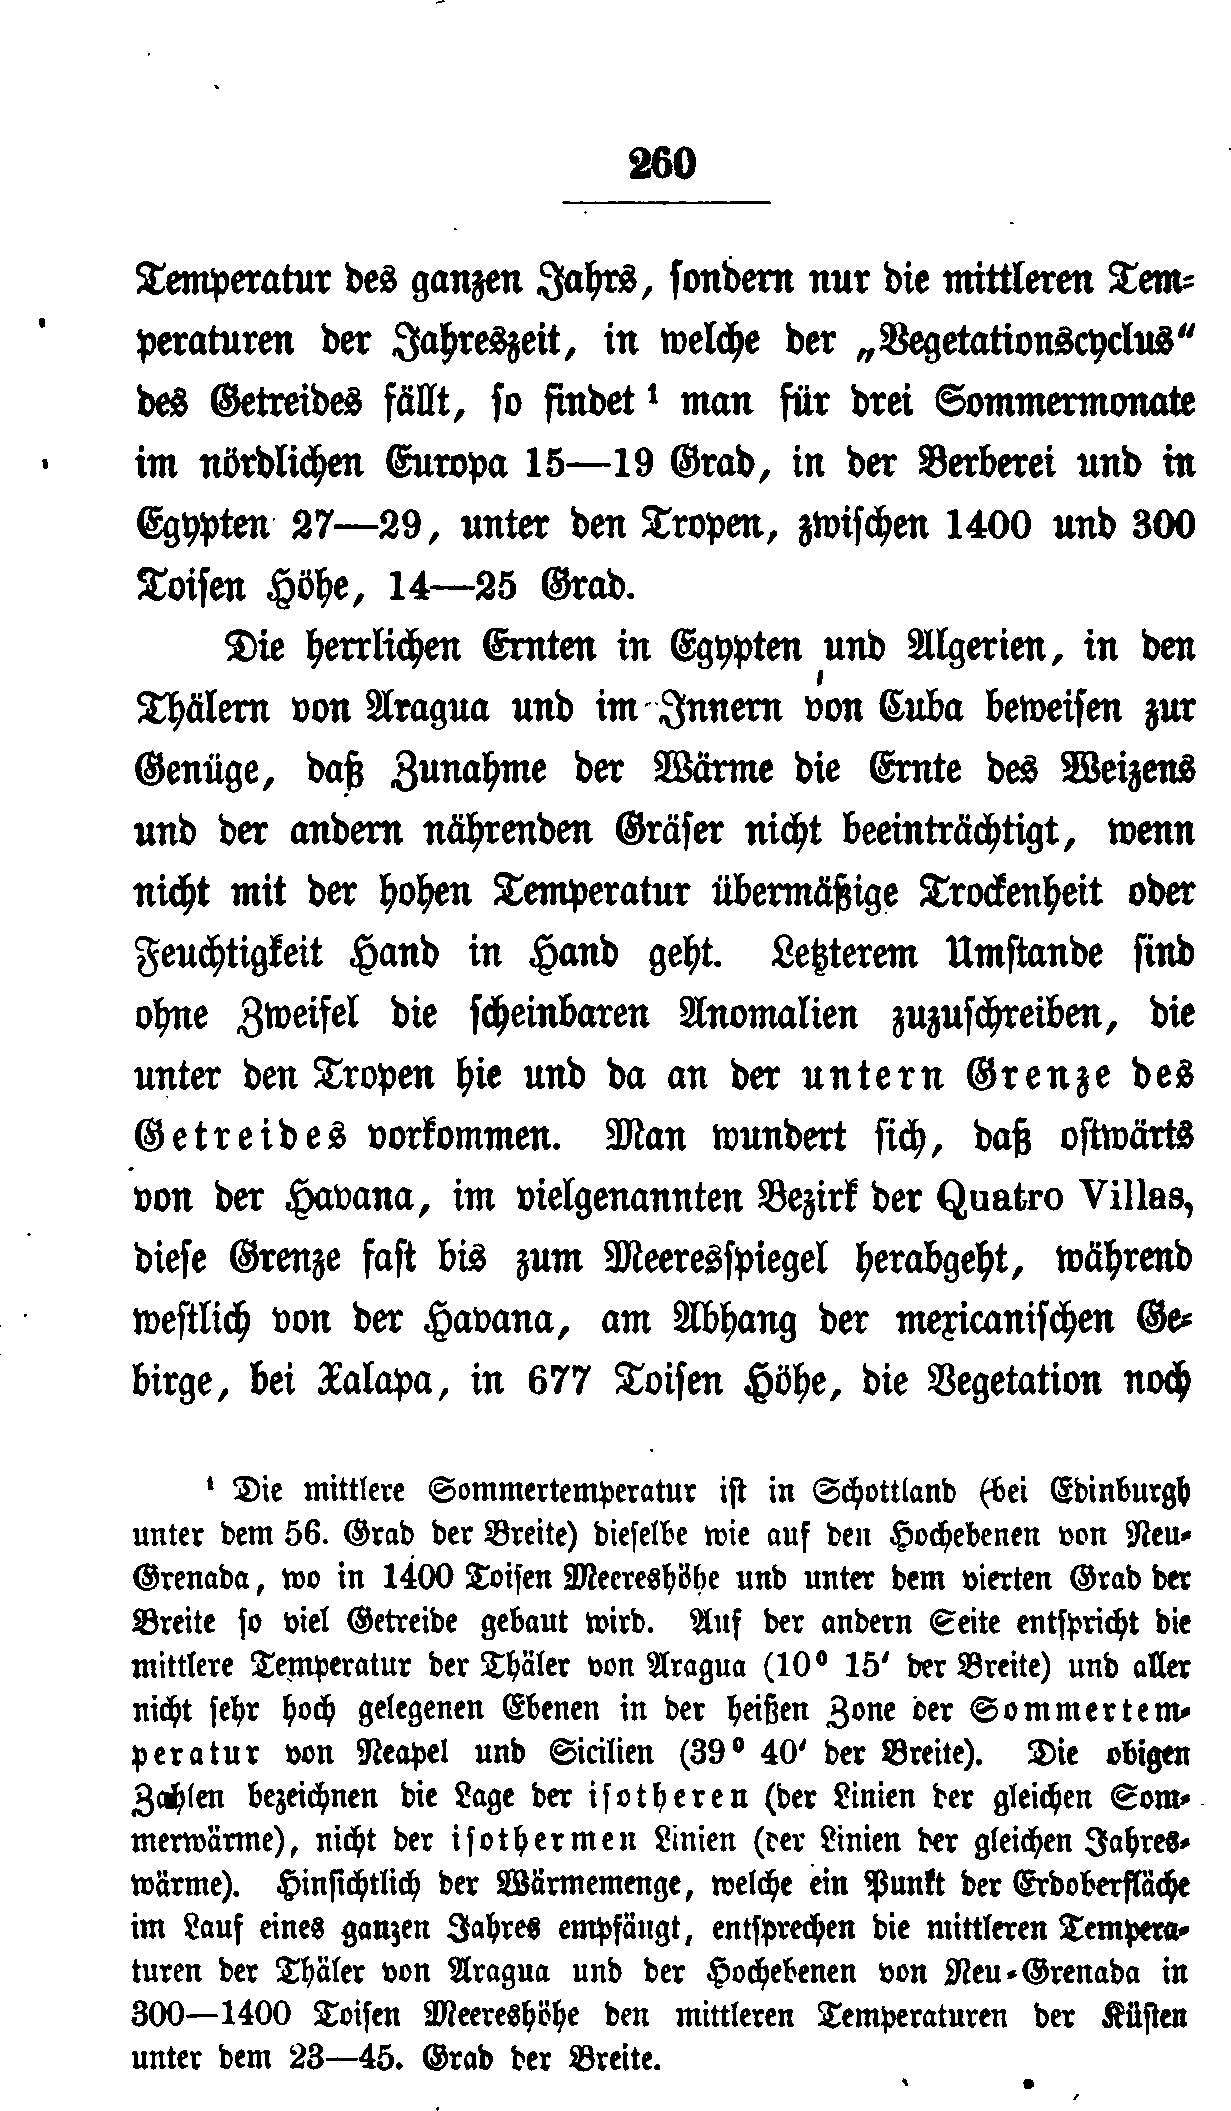 260
Temperatur des ganzen Jahrs, sondern nur die mittleren Tem-
peraturen der Jahreszeit, in welche der „Vegetationscyclus“
des Getreides fällt, so findet ¹ man für drei Sommermonate
im nördlichen Europa 15—19 Grad, in der Berberei und in
Egypten 27—29, unter den Tropen, zwischen 1400 und 300
Toisen Höhe, 14—25 Grad.
Die herrlichen Ernten in Egypten und Algerien, in den
Thälern von Aragua und im Innern von Cuba beweisen zur
Genüge, daß Zunahme der Wärme die Ernte des Weizens
und der andern nährenden Gräser nicht beeinträchtigt, wenn
nicht mit der hohen Temperatur übermäßige Trockenheit oder
Feuchtigkeit Hand in Hand geht. Letzterem Umstande sind
ohne Zweifel die scheinbaren Anomalien zuzuschreiben, die
unter den Tropen hie und da an der untern Grenze des
Getreides vorkommen. Man wundert sich, daß ostwärts
von der Havana, im vielgenannten Bezirk der Quatro Villas,
diese Grenze fast bis zum Meeresspiegel herabgeht, während
westlich von der Havana, am Abhang der mexicanischen Ge-
birge, bei Xalapa, in 677 Toisen Höhe, die Vegetation noch
¹ Die mittlere Sommertemperatur ist in Schottland (bei Edinburgh
unter dem 56. Grad der Breite) dieselbe wie auf den Hochebenen von Neu-
Grenada, wo in 1400 Toisen Meereshöhe und unter dem vierten Grad der
Breite so viel Getreide gebaut wird. Auf der andern Seite entspricht die
mittlere Temperatur der Thäler von Aragua (10° 15′ der Breite) und aller
nicht sehr hoch gelegenen Ebenen in der heißen Zone der Sommertem-
peratur von Neapel und Sicilien (39° 40′ der Breite). Die obigen
Zahlen bezeichnen die Lage der isotheren (der Linien der gleichen Som-
merwärme), nicht der isothermen Linien (der Linien der gleichen Jahres-
wärme). Hinsichtlich der Wärmemenge, welche ein Punkt der Erdoberfläche
im Lauf eines ganzen Jahres empfängt, entsprechen die mittleren Tempera-
turen der Thäler von Aragua und der Hochebenen von Neu-Grenada in
300—1400 Toisen Meereshöhe den mittleren Temperaturen der Küsten
unter dem 23—45. Grad der Breite.